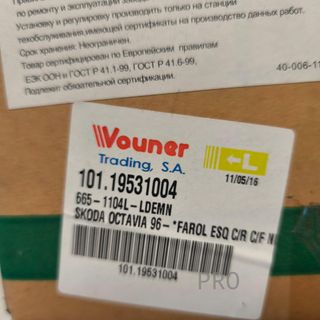 по ремонту и эксплуатации
Установку и регулировку производить только на станции
техобслуживания имеющей сертификаты на производство данных работ.
Срок хранения: Неограничен.
Товар сертифицирован по Европейским правилам
ЕЭК ООН и ГОСТ Р 41.1-99, ГОСТ Р 41.6-99,
Подлежит обязательной сертификации.
40-006-11
Vouner
Trading, S.A.
L
11/05/16
101.19531004
665-1104L-LDEMN
SKODA OCTAVIA 96-*FAROL ESQ C/R C/F
101.19531004
PRO